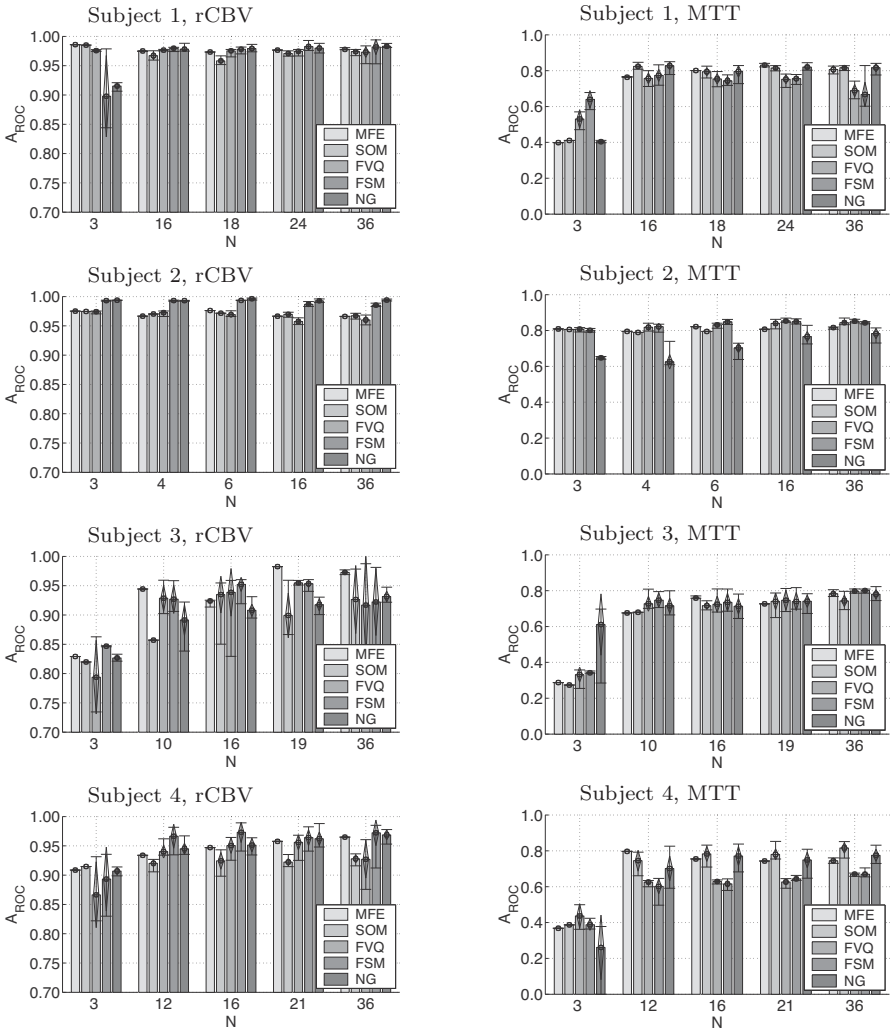 Subject 1, rCBV
A_ROC
1.00
0.95
0.90
0.85
0.80
0.75
0.70
MFE
SOM
FVQ
FSM
NG
3 16 18 24 36
N
Subject 1, MTT
A_ROC
1.0
0.8
0.6
0.4
0.2
0.0
MFE
SOM
FVQ
FSM
NG
3 16 18 24 36
N
Subject 2, rCBV
A_ROC
1.00
0.95
0.90
0.85
0.80
0.75
0.70
MFE
SOM
FVQ
FSM
NG
3 4 6 16 36
N
Subject 2, MTT
A_ROC
1.0
0.8
0.6
0.4
0.2
0.0
MFE
SOM
FVQ
FSM
NG
3 4 6 16 36
N
Subject 3, rCBV
A_ROC
1.00
0.95
0.90
0.85
0.80
0.75
0.70
MFE
SOM
FVQ
FSM
NG
3 10 16 19 36
N
Subject 3, MTT
A_ROC
1.0
0.8
0.6
0.4
0.2
0.0
MFE
SOM
FVQ
FSM
NG
3 10 16 19 36
N
Subject 4, rCBV
A_ROC
1.00
0.95
0.90
0.85
0.80
0.75
0.70
MFE
SOM
FVQ
FSM
NG
3 12 16 21 36
N
Subject 4, MTT
A_ROC
1.0
0.8
0.6
0.4
0.2
0.0
MFE
SOM
FVQ
FSM
NG
3 12 16 21 36
N